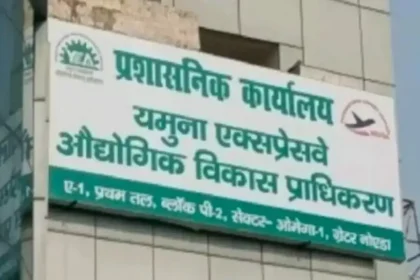 प्रशासनिक कार्यालय
यमुना एक्सप्रेसवे
औद्योगिक विकास प्राधिकरण
ए-1, प्रथम तल, ब्लॉक पी-2, सेक्टर- ओमेगा-1, ग्रेटर नोएडा